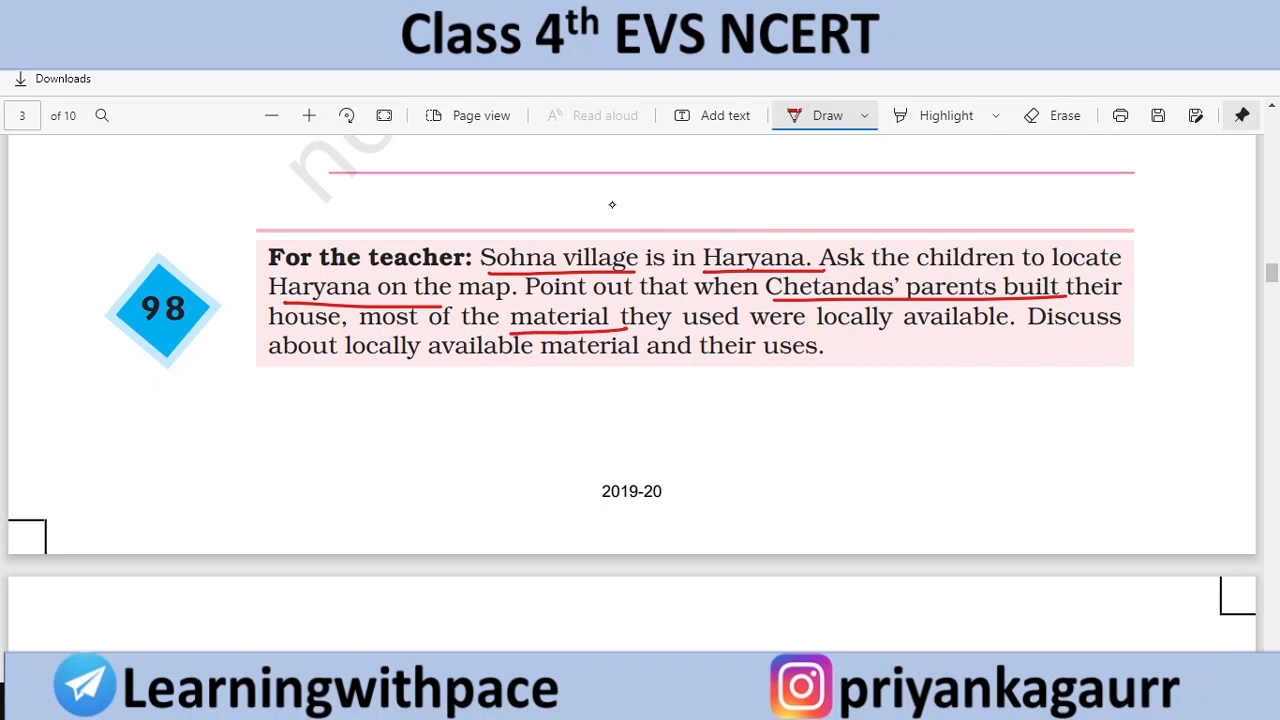 Class 4th EVS NCERT
Downloads
3 of 10 Page view Read aloud Add text Draw Highlight Erase
For the teacher: Sohna village is in Haryana. Ask the children to locate
Haryana on the map. Point out that when Chetandas' parents built their
house, most of the material they used were locally available. Discuss
about locally available material and their uses.
98
2019-20
Learningwithpace priyankagaurr